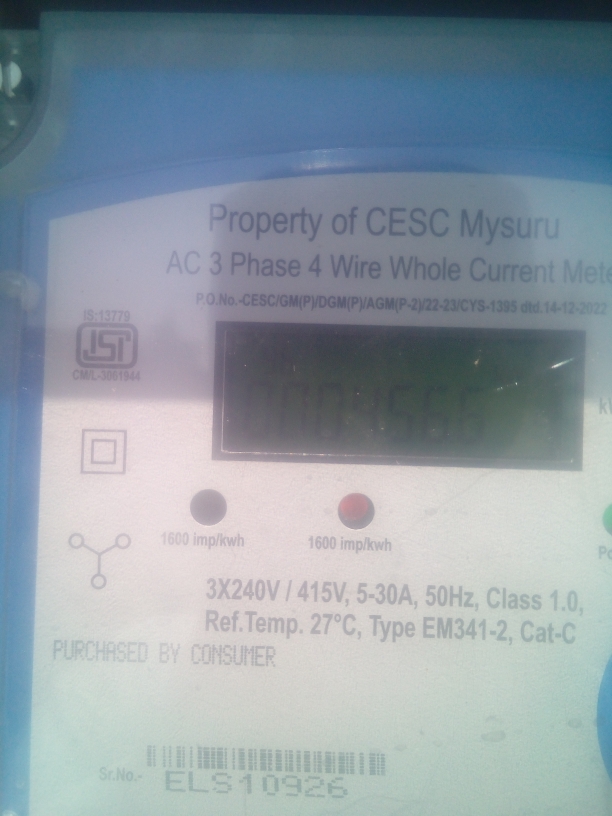 Property of CESC Mysuru
AC 3 Phase 4 Wire Whole Current Mete
P.O.No.-CESC/GM(P)/DGM(P)/AGM(P-2)/22-23/CYS-1395 dtd.14-12-2022
IS:13779
ISI
CM/L-3061944
1600 imp/kwh
1600 imp/kwh
3X240V / 415V, 5-30A, 50Hz, Class 1.0,
Ref.Temp. 27°C, Type EM341-2, Cat-C
PURCHASED BY CONSUMER
Sr.No.-
ELS10926